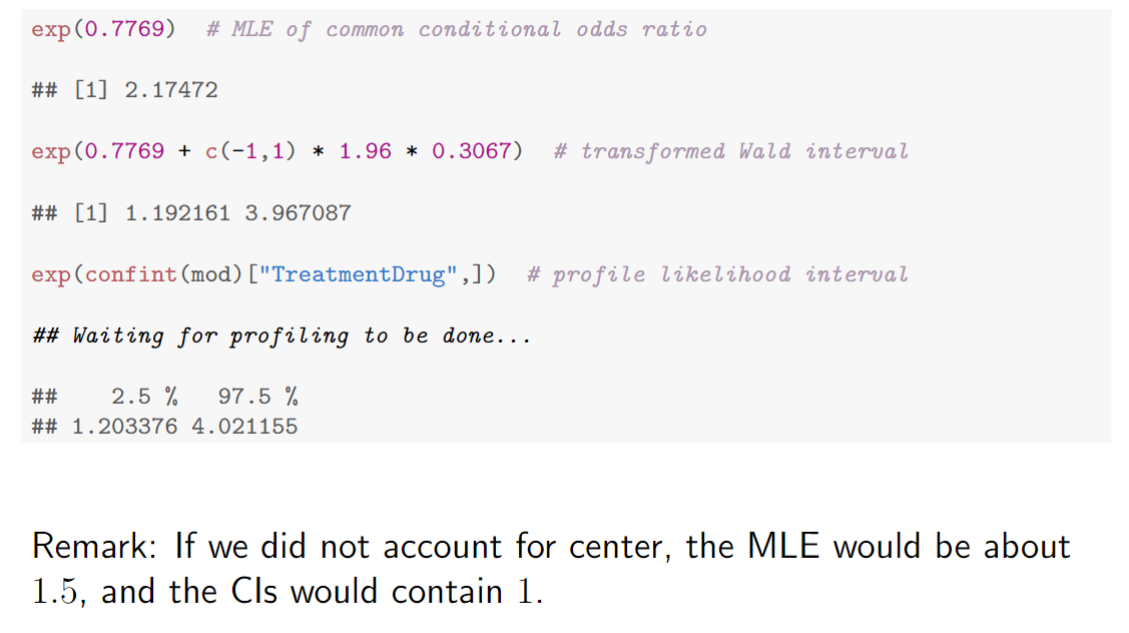 exp(0.7769)  # MLE of common conditional odds ratio
## [1] 2.17472
exp(0.7769 + c(-1,1) * 1.96 * 0.3067)  # transformed Wald interval
## [1] 1.192161 3.967087
exp(confint(mod)["TreatmentDrug",])  # profile likelihood interval
## Waiting for profiling to be done...
##    2.5 %   97.5 %
## 1.203376 4.021155
Remark: If we did not account for center, the MLE would be about
1.5, and the CIs would contain 1.